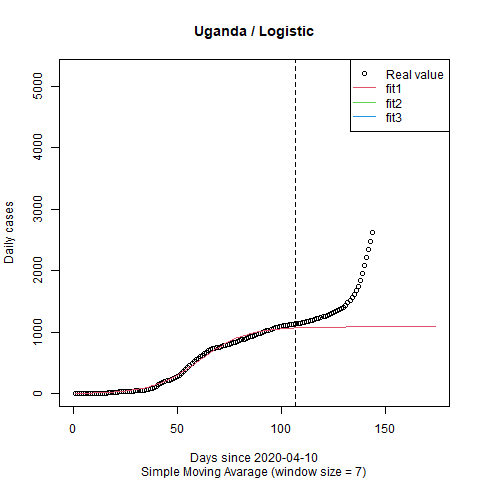 Uganda / Logistic
Real value
fit1
fit2
fit3
Daily cases
5000
4000
3000
2000
1000
0
0 50 100 150
Days since 2020-04-10
Simple Moving Avarage (window size = 7)